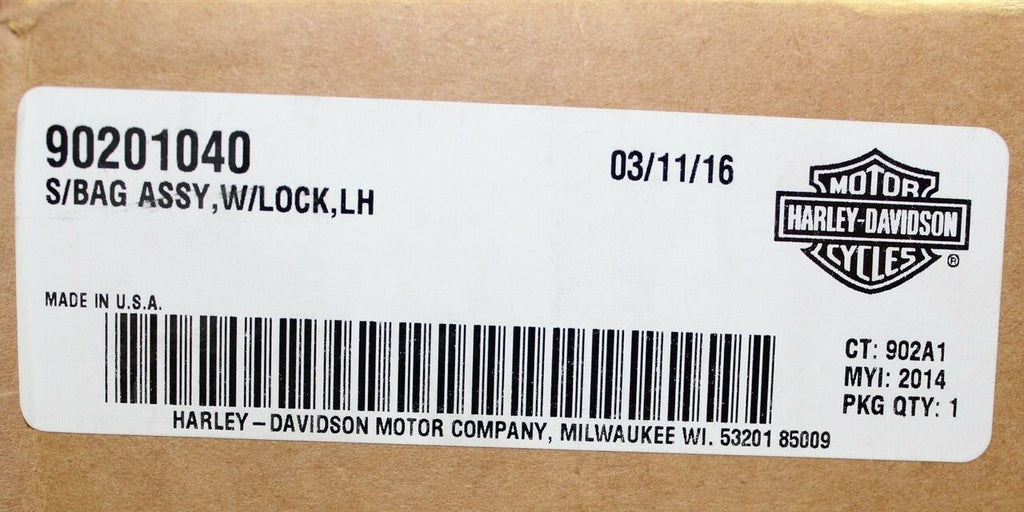 90201040
S/BAG ASSY,W/LOCK,LH
03/11/16
MOTOR
HARLEY-DAVIDSON
CYCLES
®
MADE IN U.S.A.
CT: 902A1
MYI: 2014
PKG QTY: 1
HARLEY-DAVIDSON MOTOR COMPANY, MILWAUKEE WI. 53201 85009